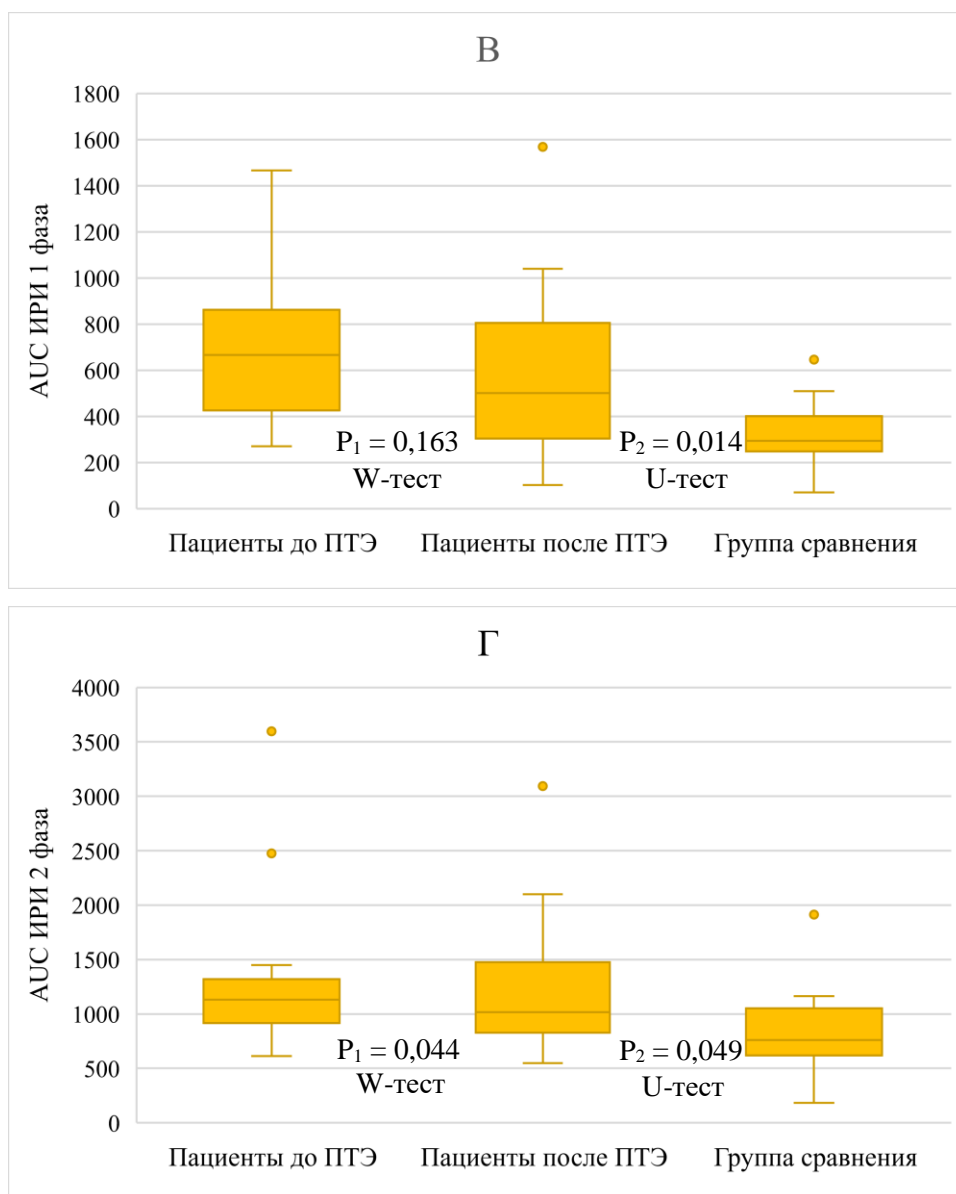 В
1800
1600
1400
1200
1000
800
600
400
200
0
AUC ИРИ 1 фаза
P₁ = 0,163
W-тест
P₂ = 0,014
U-тест
Пациенты до ПТЭ
Пациенты после ПТЭ
Группа сравнения
Г
4000
3500
3000
2500
2000
1500
1000
500
0
AUC ИРИ 2 фаза
P₁ = 0,044
W-тест
P₂ = 0,049
U-тест
Пациенты до ПТЭ
Пациенты после ПТЭ
Группа сравнения